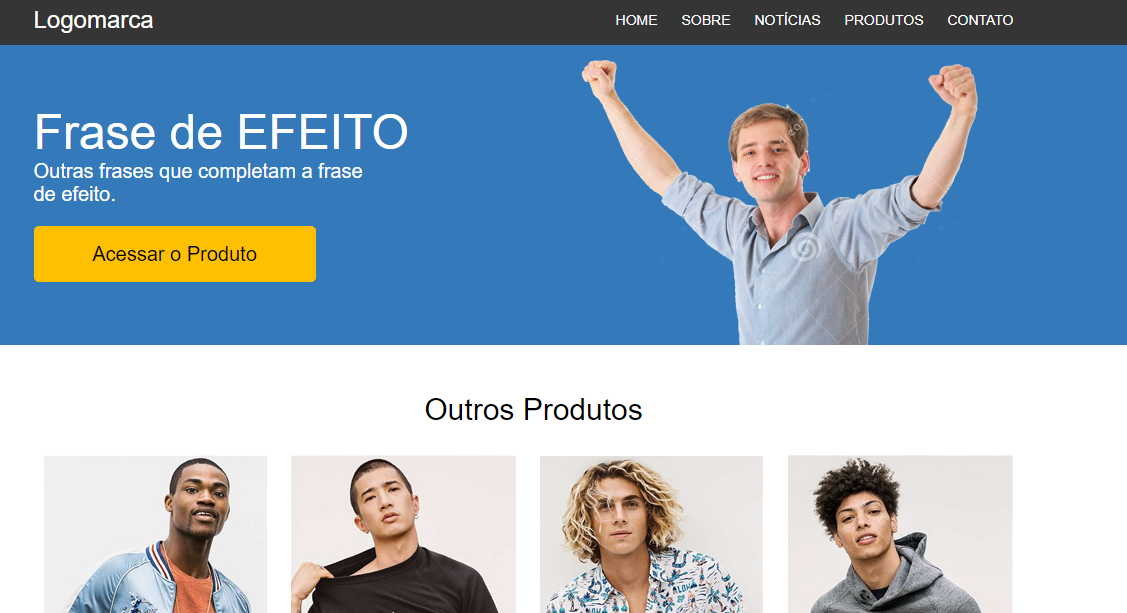 Logomarca
HOME SOBRE NOTÍCIAS PRODUTOS CONTATO
Frase de EFEITO
Outras frases que completam a frase
de efeito.
Acessar o Produto
Outros Produtos